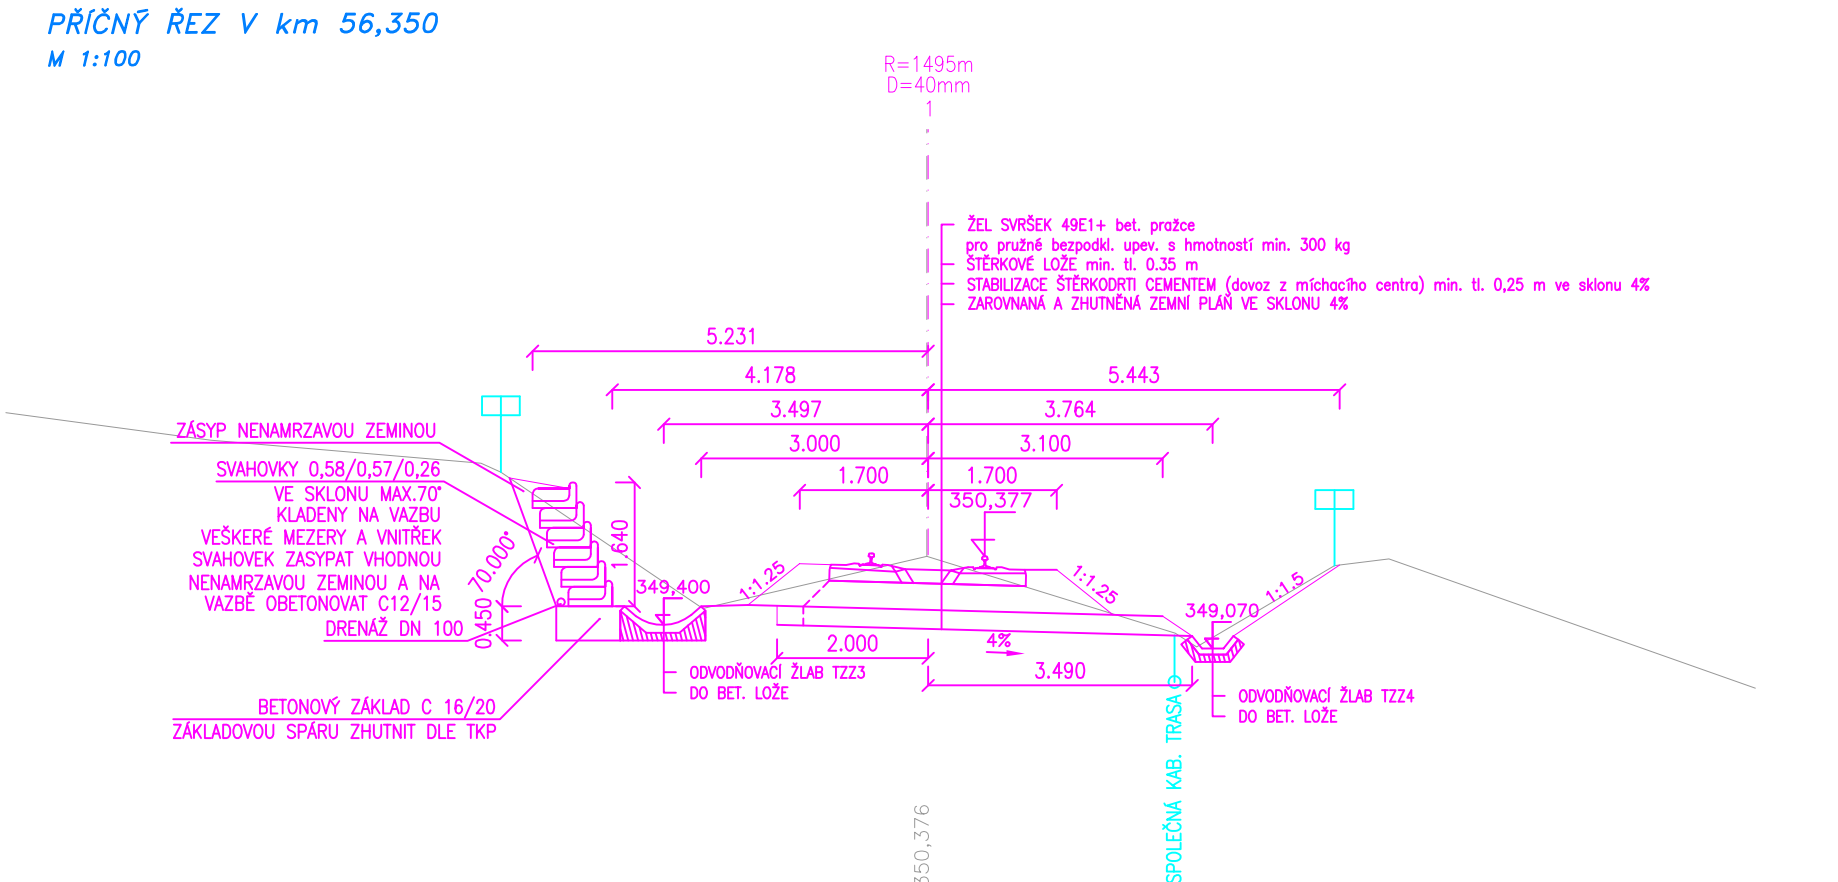 PŘÍČNÝ ŘEZ V km 56,350
M 1:100
R=1495m
D=40mm
1
ŽEL SVRŠEK 49E1+ bet. pražce
pro pružné bezpodkl. upev. s hmotností min. 300 kg
ŠTĚRKOVÉ LOŽE min. tl. 0.35 m
STABILIZACE ŠTĚRKODRTI CEMENTEM (dovoz z míchacího centra) min. tl. 0,25 m ve sklonu 4%
ZAROVNANÁ A ZHUTNĚNÁ ZEMNÍ PLÁŇ VE SKLONU 4%
5.231
4.178
5.443
3.497
3.764
3.000
3.100
1.700
1.700
350,377
ZÁSYP NENAMRZAVOU ZEMINOU
SVAHOVKY 0,58/0,57/0,26
VE SKLONU MAX.70°
KLADENY NA VAZBU
VEŠKERÉ MEZERY A VNITŘEK
SVAHOVEK ZASYPAT VHODNOU
NENAMRZAVOU ZEMINOU A NA
VAZBĚ OBETONOVAT C12/15
DRENÁŽ DN 100
70.000°
0.450
1.640
349,400
1:1.25
1:1.25
1:1.5
349,070
2.000
4%
3.490
ODVODŇOVACÍ ŽLAB TZZ3
DO BET. LOŽE
ODVODŇOVACÍ ŽLAB TZZ4
DO BET. LOŽE
BETONOVÝ ZÁKLAD C 16/20
ZÁKLADOVOU SPÁRU ZHUTNIT DLE TKP
SPOLEČNÁ KAB. TRASA
350,376